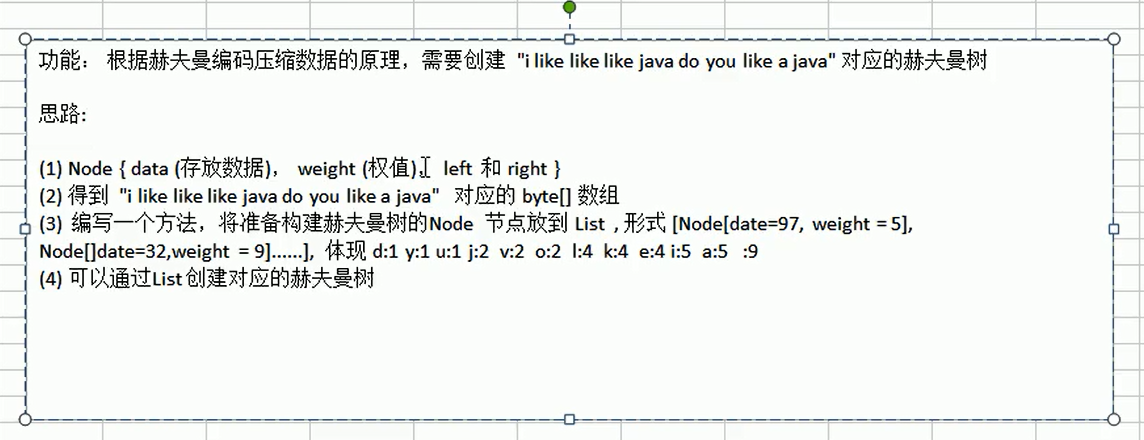 功能： 根据赫夫曼编码压缩数据的原理，需要创建 "i like like like java do you like a java" 对应的赫夫曼树
思路:
(1) Node { data (存放数据)， weight (权值), left 和 right }
(2) 得到 "i like like like java do you like a java" 对应的 byte[] 数组
(3) 编写一个方法，将准备构建赫夫曼树的Node 节点放到 List , 形式 [Node[date=97, weight = 5],
Node[]date=32,weight = 9]......], 体现 d:1 y:1 u:1 j:2 v:2 o:2 l:4 k:4 e:4 i:5 a:5 :9
(4) 可以通过List 创建对应的赫夫曼树